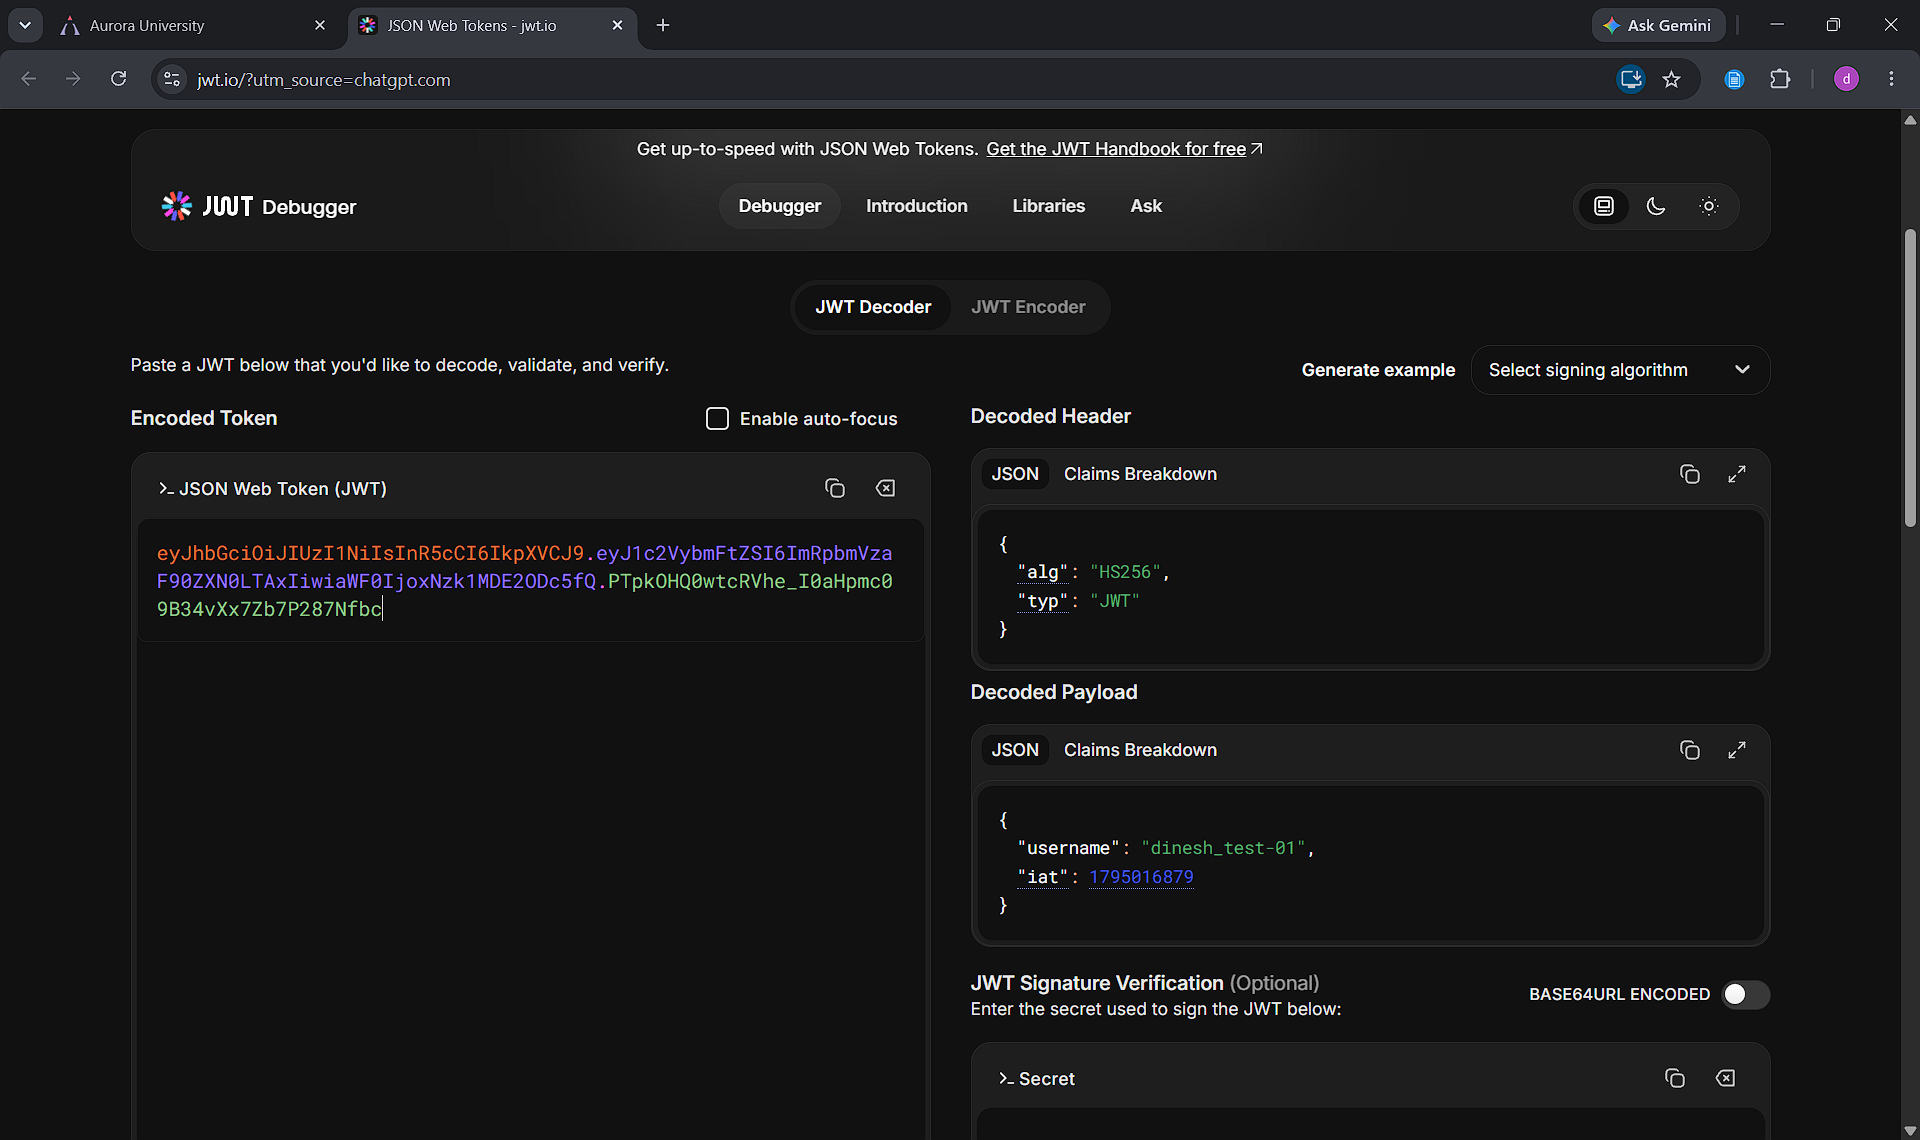 Aurora University
JSON Web Tokens - jwt.io
Ask Gemini
jwt.io/?utm_source=chatgpt.com
d
Get up-to-speed with JSON Web Tokens. Get the JWT Handbook for free
JWT Debugger
Debugger
Introduction
Libraries
Ask
JWT Decoder
JWT Encoder
Paste a JWT below that you'd like to decode, validate, and verify.
Generate example
Select signing algorithm
Encoded Token
Enable auto-focus
JSON Web Token (JWT)
eyJhbGciOiJIUzI1NiIsInR5cCI6IkpXVCJ9.eyJ1c2VybmFtZSI6ImRpbmVza
F90ZXN0LTAxIiwiaWF0IjoxNzk1MDE2ODc5fQ.PTpkOHQ0wtcRVhe_I0aHpmc0
9B34vXx7Zb7P287Nfbc
Decoded Header
JSON
Claims Breakdown
{
"alg": "HS256",
"typ": "JWT"
}
Decoded Payload
JSON
Claims Breakdown
{
"username": "dinesh_test-01",
"iat": 1795016879
}
JWT Signature Verification (Optional)
Enter the secret used to sign the JWT below:
BASE64URL ENCODED
Secret